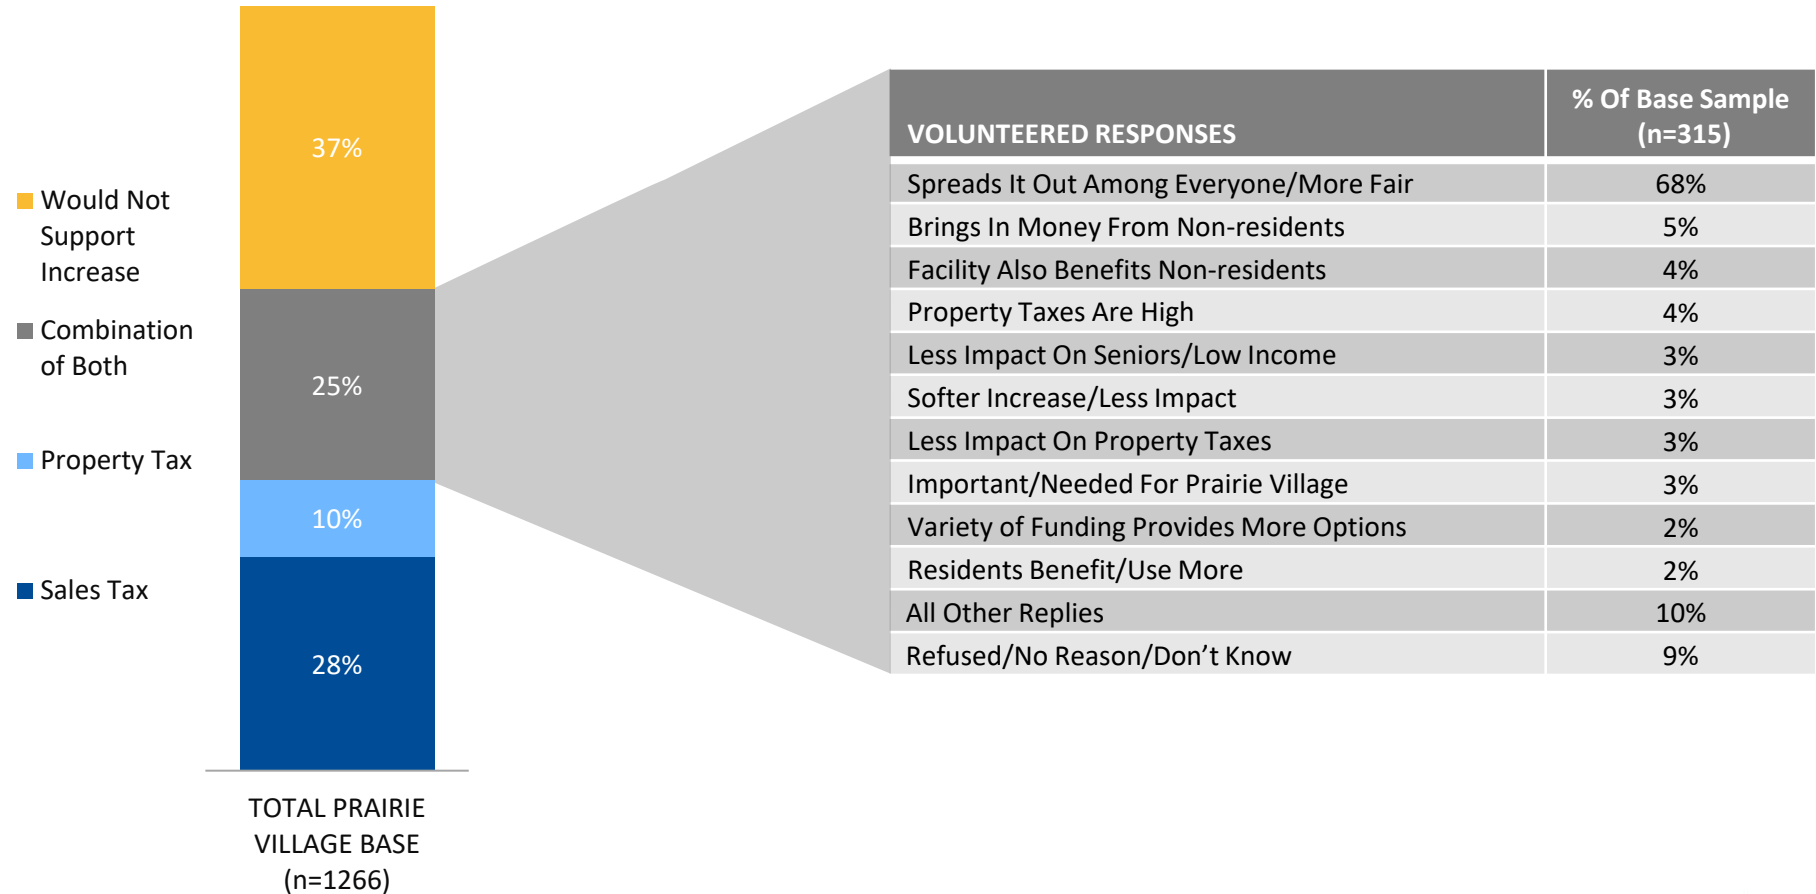 37%
25%
10%
28%
Would Not
Support
Increase
Combination
of Both
Property Tax
Sales Tax
TOTAL PRAIRIE
VILLAGE BASE
(n=1266)
VOLUNTEERED RESPONSES
% Of Base Sample
(n=315)
Spreads It Out Among Everyone/More Fair 68%
Brings In Money From Non-residents 5%
Facility Also Benefits Non-residents 4%
Property Taxes Are High 4%
Less Impact On Seniors/Low Income 3%
Softer Increase/Less Impact 3%
Less Impact On Property Taxes 3%
Important/Needed For Prairie Village 3%
Variety of Funding Provides More Options 2%
Residents Benefit/Use More 2%
All Other Replies 10%
Refused/No Reason/Don’t Know 9%